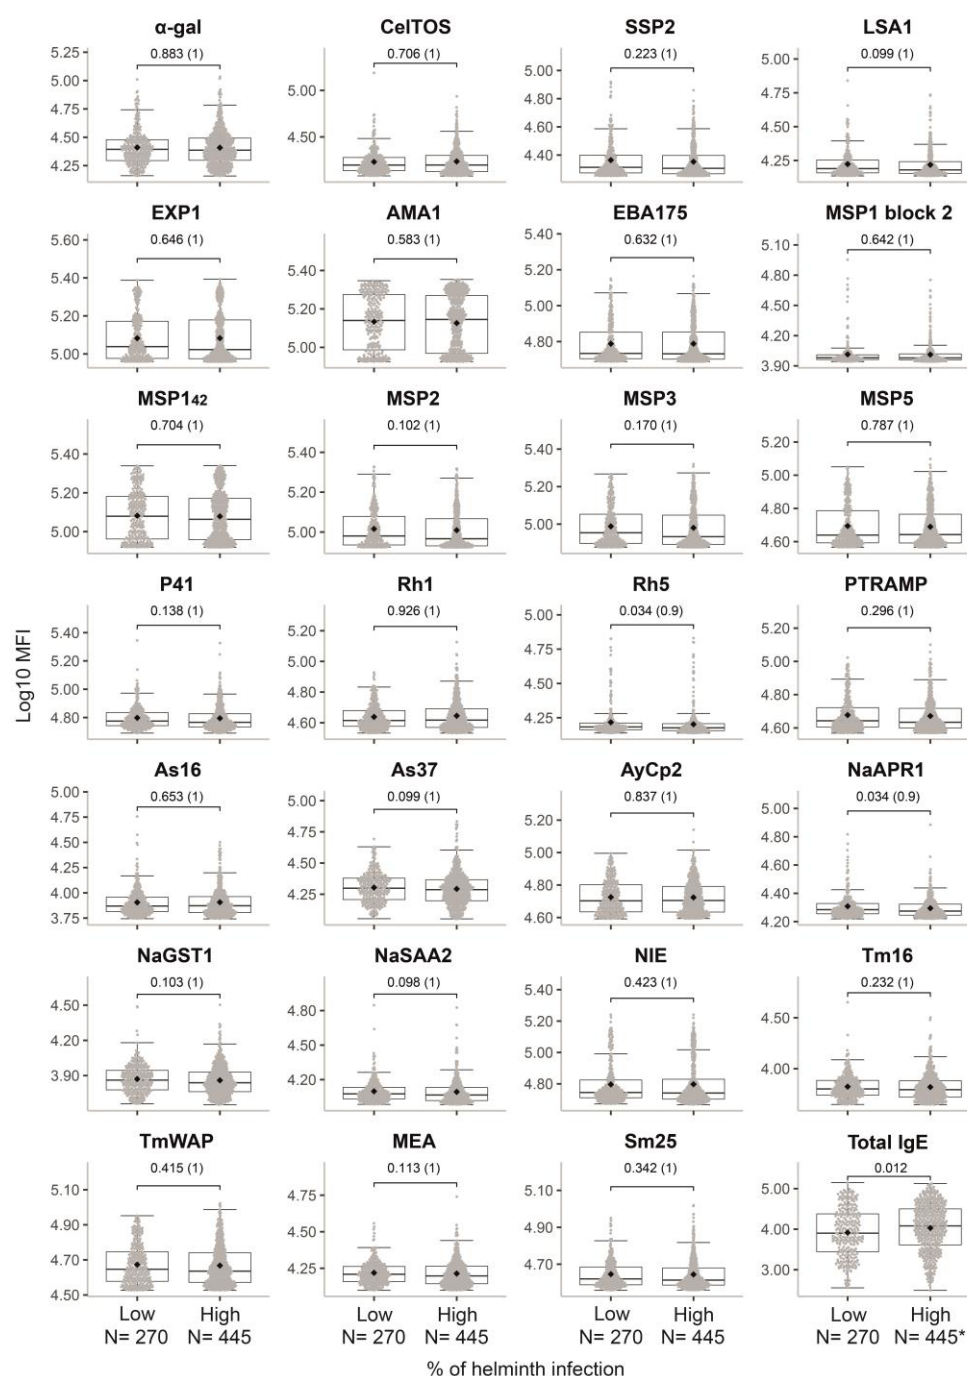 α-gal CelTOS SSP2 LSA1
0.883 (1) 0.706 (1) 0.223 (1) 0.099 (1)
5.25 5.00 4.75 4.50 4.25
5.00 4.50
5.00 4.80 4.60 4.40
5.00 4.75 4.50 4.25
EXP1 AMA1 EBA175 MSP1 block 2
0.646 (1) 0.583 (1) 0.632 (1) 0.642 (1)
5.60 5.40 5.20 5.00
5.40 5.20 5.00
5.40 5.20 5.00 4.80
5.10 4.80 4.50 4.20 3.90
MSP142 MSP2 MSP3 MSP5
0.704 (1) 0.102 (1) 0.170 (1) 0.787 (1)
5.40 5.20 5.00
5.40 5.20 5.00
5.40 5.20 5.00
5.20 5.00 4.80 4.60
P41 Rh1 Rh5 PTRAMP
0.138 (1) 0.926 (1) 0.034 (0.9) 0.296 (1)
5.40 5.20 5.00 4.80
5.20 5.00 4.80 4.60
5.00 4.75 4.50 4.25
5.20 5.00 4.80 4.60
Log10 MFI
As16 As37 AyCp2 NaAPR1
0.653 (1) 0.099 (1) 0.837 (1) 0.034 (0.9)
5.00 4.75 4.50 4.25 4.00 3.75
5.00 4.75 4.50 4.25
5.20 5.00 4.80 4.60
5.00 4.80 4.60 4.40 4.20
NaGST1 NaSAA2 NIE Tm16
0.103 (1) 0.098 (1) 0.423 (1) 0.232 (1)
4.50 4.20 3.90
4.80 4.50 4.20
5.40 5.20 5.00 4.80
4.50 4.00
TmWAP MEA Sm25 Total IgE
0.415 (1) 0.113 (1) 0.342 (1) 0.012
5.10 4.90 4.70 4.50
4.75 4.50 4.25
5.10 4.90 4.70
5.00 4.00 3.00
Low High Low High Low High Low High
N= 270 N= 445 N= 270 N= 445 N= 270 N= 445 N= 270 N= 445*
% of helminth infection